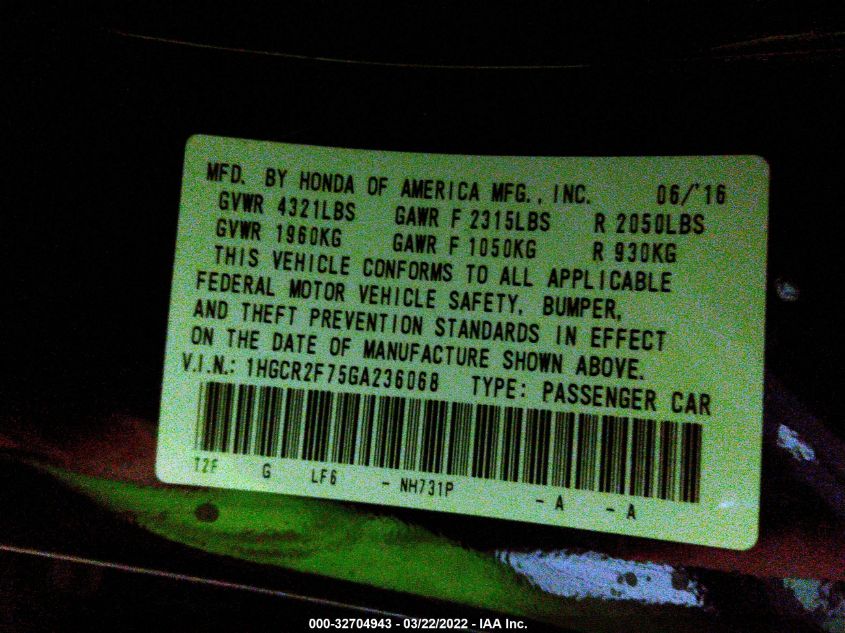 MFD. BY HONDA OF AMERICA MFG., INC. 06/'16
GVWR 4321LBS GAWR F 2315LBS R 2050LBS
GVWR 1960KG GAWR F 1050KG R 930KG
THIS VEHICLE CONFORMS TO ALL APPLICABLE
FEDERAL MOTOR VEHICLE SAFETY, BUMPER,
AND THEFT PREVENTION STANDARDS IN EFFECT
ON THE DATE OF MANUFACTURE SHOWN ABOVE.
V.I.N.: 1HGCR2F75GA236068 TYPE: PASSENGER CAR
T2F G LF6 - NH731P - A - A
000-32704943 - 03/22/2022 - IAA Inc.